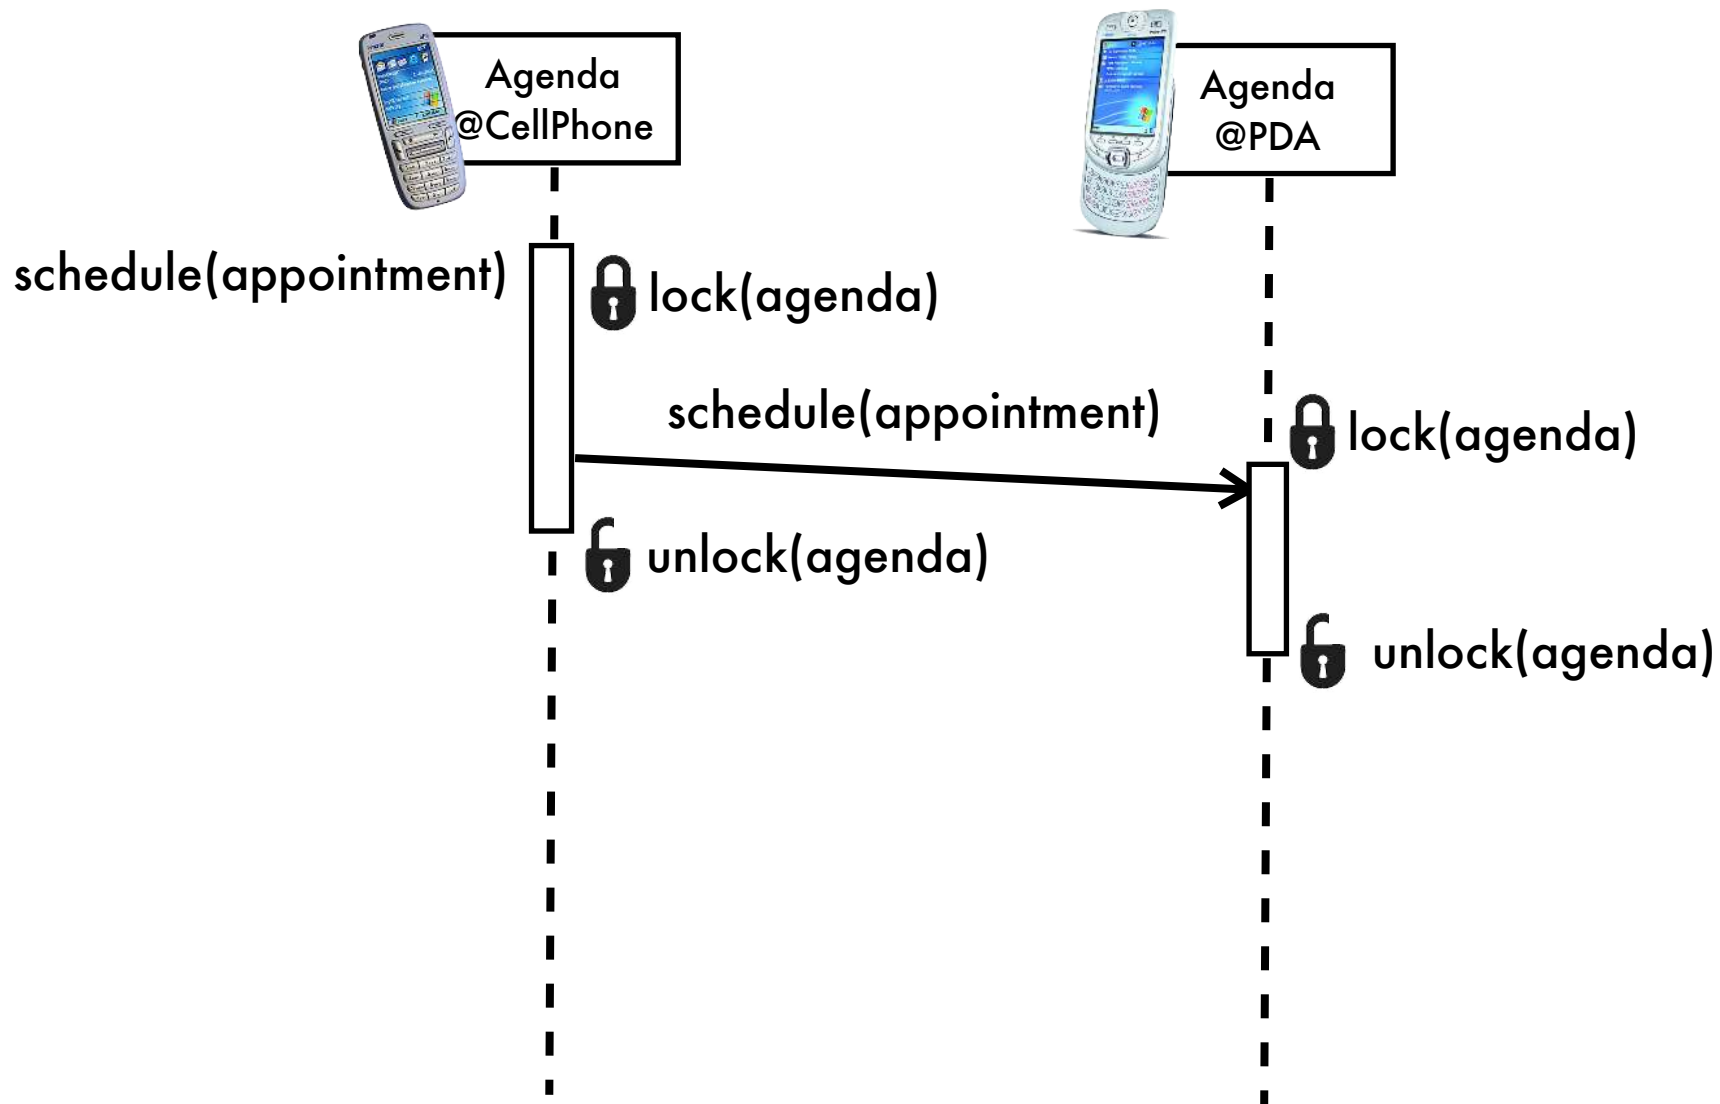 Agenda
@CellPhone
Agenda
@PDA
schedule(appointment)
lock(agenda)
schedule(appointment)
lock(agenda)
unlock(agenda)
unlock(agenda)